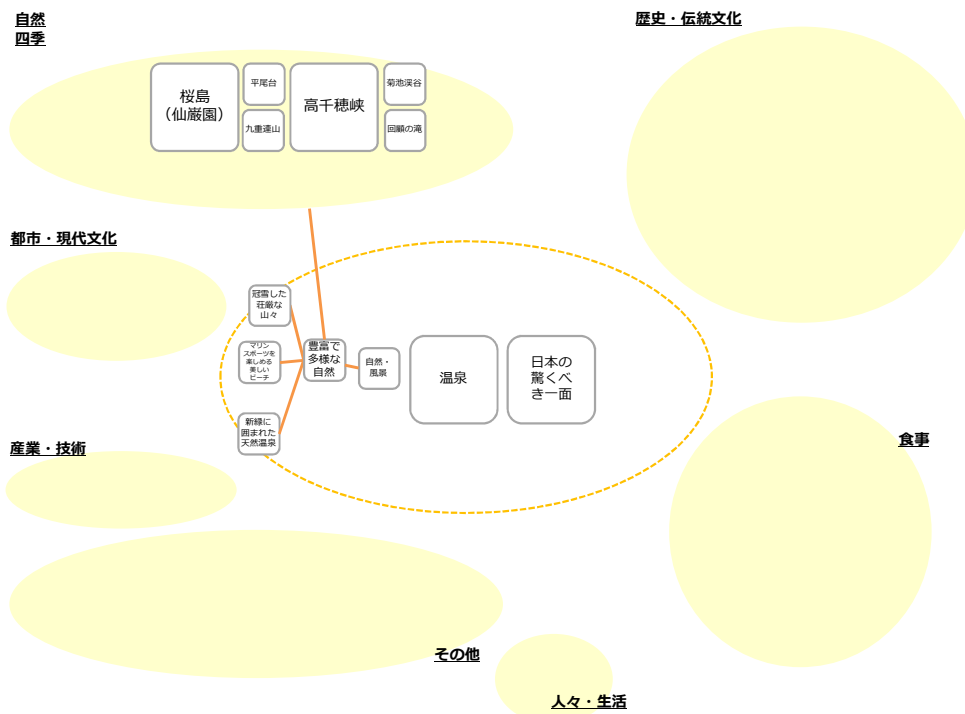 自然
四季
歴史・伝統文化
桜島
（仙巌園）
平尾台
九重連山
高千穂峡
菊池渓谷
回顧の滝
都市・現代文化
冠雪した
荘厳な
山々
マリン
スポーツを
楽しめる
美しい
ビーチ
豊富で
多様な
自然
自然・
風景
温泉
日本の
驚くべ
き一面
新緑に
囲まれた
天然温泉
産業・技術
食事
その他
人々・生活